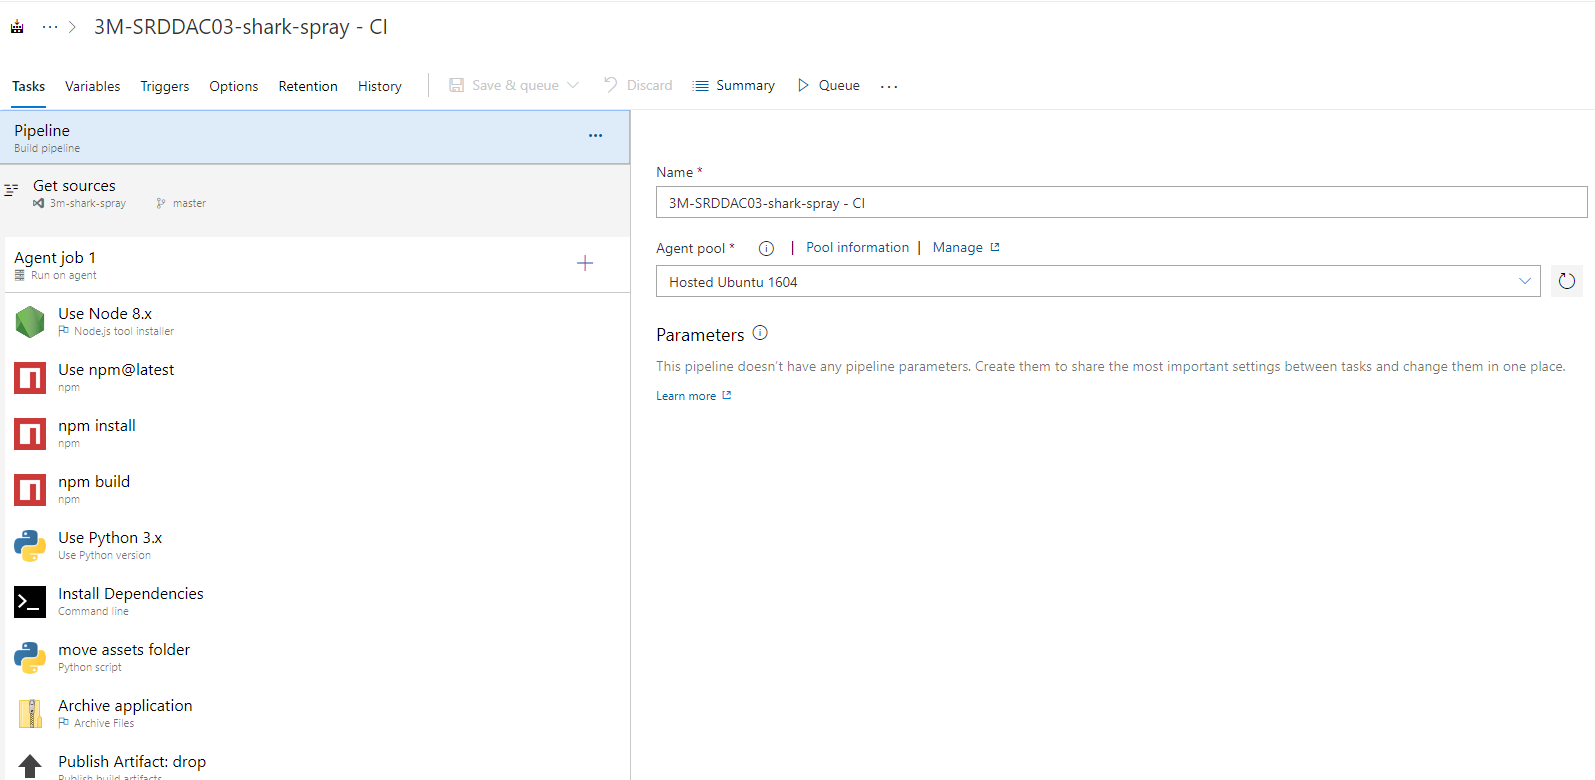 ... > 3M-SRDDAC03-shark-spray - CI
Tasks Variables Triggers Options Retention History Save & queue Discard Summary Queue ...
Pipeline ...
Build pipeline
Get sources
3m-shark-spray master
Agent job 1
Run on agent
Use Node 8.x
Node.js tool installer
Use npm@latest
npm
npm install
npm
npm build
npm
Use Python 3.x
Use Python version
Install Dependencies
Command line
move assets folder
Python script
Archive application
Archive Files
Publish Artifact: drop
Publish build artifacts
Name *
3M-SRDDAC03-shark-spray - CI
Agent pool * | Pool information | Manage
Hosted Ubuntu 1604
Parameters
This pipeline doesn't have any pipeline parameters. Create them to share the most important settings between tasks and change them in one place.
Learn more